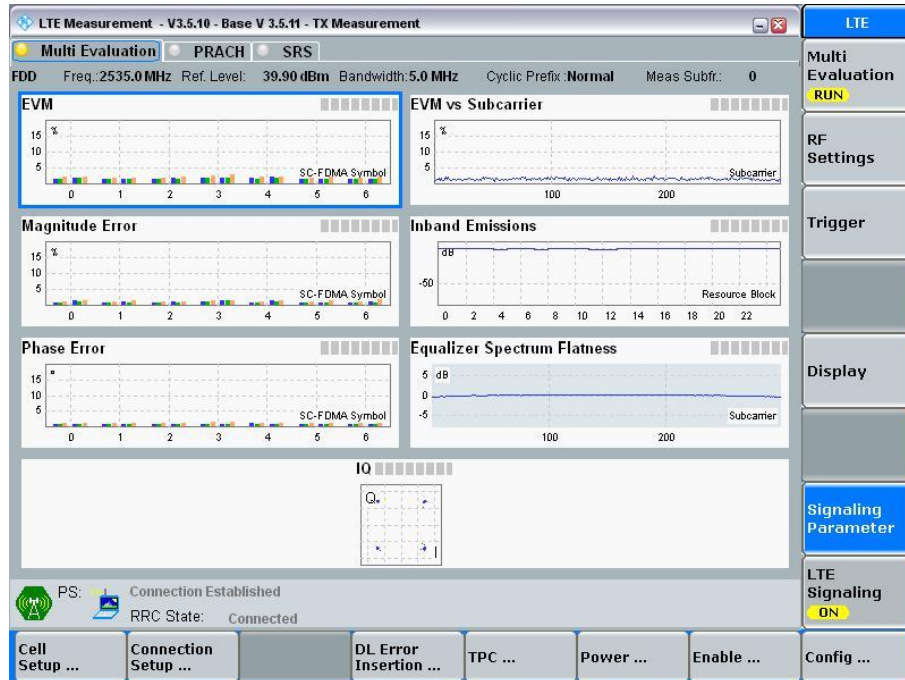 LTE Measurement - V3.5.10 - Base V 3.5.11 - TX Measurement
LTE
Multi Evaluation PRACH SRS
FDD Freq.:2535.0 MHz Ref. Level: 39.90 dBm Bandwidth:5.0 MHz Cyclic Prefix :Normal Meas Subfr.: 0
Multi
Evaluation
RUN
RF
Settings
Trigger
Display
Signaling
Parameter
LTE
Signaling
ON
EVM
%
15
10
5
SC-FDMA Symbol
0 1 2 3 4 5 6
EVM vs Subcarrier
%
15
10
5
Subcarrier
100 200
Magnitude Error
%
15
10
5
SC-FDMA Symbol
0 1 2 3 4 5 6
Inband Emissions
dB
-50
Resource Block
0 2 4 6 8 10 12 14 16 18 20 22
Phase Error
°
15
10
5
SC-FDMA Symbol
0 1 2 3 4 5 6
Equalizer Spectrum Flatness
5 dB
0
-5
Subcarrier
100 200
IQ
Q
I
PS: Connection Established
RRC State: Connected
Cell
Setup ...
Connection
Setup ...
DL Error
Insertion ...
TPC ...
Power ...
Enable ...
Config ...